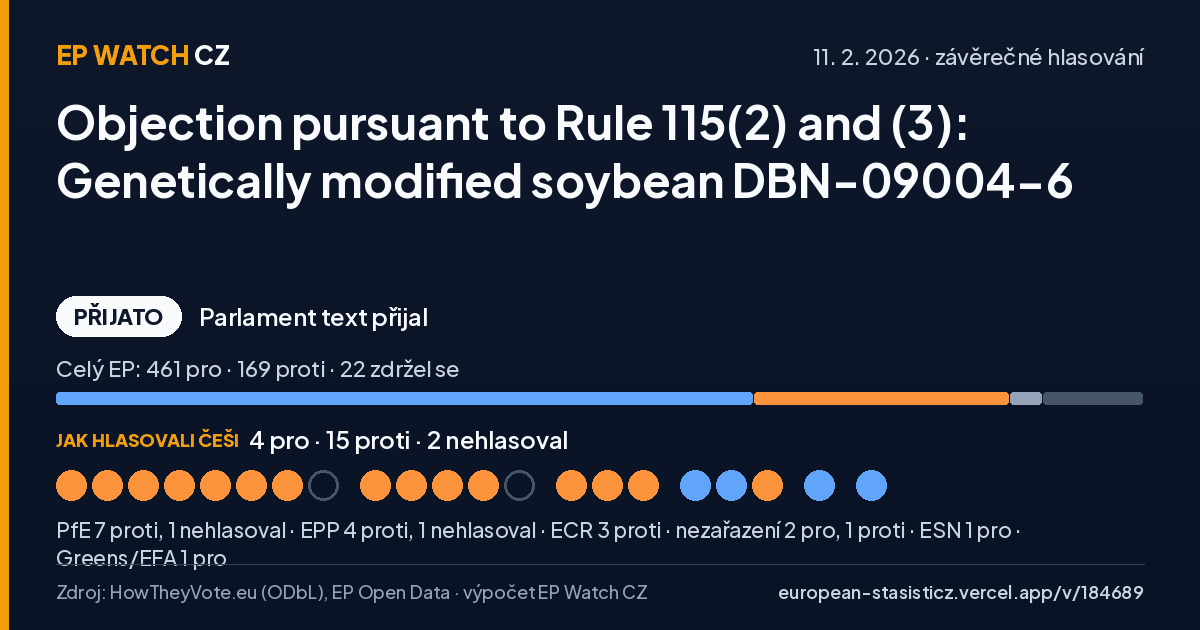 EP WATCH CZ
11. 2. 2026 · závěrečné hlasování
Objection pursuant to Rule 115(2) and (3):
Genetically modified soybean DBN-09004-6
PŘIJATO Parlament text přijal
Celý EP: 461 pro · 169 proti · 22 zdržel se
JAK HLASOVALI ČEŠI 4 pro · 15 proti · 2 nehlasoval
PfE 7 proti, 1 nehlasoval · EPP 4 proti, 1 nehlasoval · ECR 3 proti · nezařazení 2 pro, 1 proti · ESN 1 pro ·
Greens/EFA 1 pro
Zdroj: HowTheyVote.eu (ODbL), EP Open Data · výpočet EP Watch CZ
european-stasisticz.vercel.app/v/184689